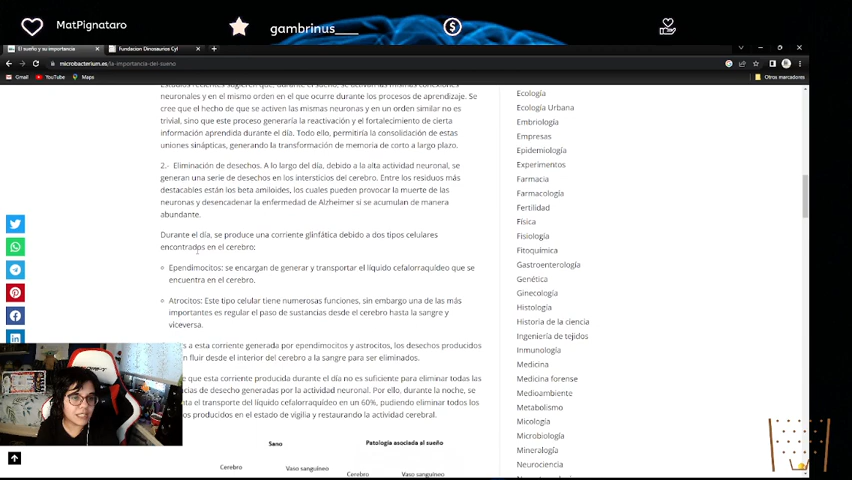 MatPignataro
gambrinus____
El sueño y su importancia
Fundacion Dinosaurios Cyl
microbacterium.es/la-importancia-del-sueno
Gmail
YouTube
Maps
Otros marcadores
Estudios recientes sugieren que, durante el sueño, se activan las mismas conexiones
neuronales y en el mismo orden en el que ocurre durante los procesos de aprendizaje. Se
cree que el hecho de que se activen las mismas neuronas y en un orden similar no es
trivial, sino que este proceso generaría la reactivación y el fortalecimiento de cierta
información aprendida durante el día. Todo ello, permitiría la consolidación de estas
uniones sinápticas, generando la transformación de memoria de corto a largo plazo.
2.- Eliminación de desechos. A lo largo del día, debido a la alta actividad neuronal, se
generan una serie de desechos en los intersticios del cerebro. Entre los residuos más
destacables están los beta amiloides, los cuales pueden provocar la muerte de las
neuronas y desencadenar la enfermedad de Alzheimer si se acumulan de manera
abundante.
Durante el día, se produce una corriente glinfática debido a dos tipos celulares
encontrados en el cerebro:
Ependimocitos: se encargan de generar y transportar el líquido cefalorraquídeo que se
encuentra en el cerebro.
Atrocitos: Este tipo celular tiene numerosas funciones, sin embargo una de las más
importantes es regular el paso de sustancias desde el cerebro hasta la sangre y
viceversa.
a esta corriente generada por ependimocitos y astrocitos, los desechos producidos
fluir desde el interior del cerebro a la sangre para ser eliminados.
que esta corriente producida durante el día no es suficiente para eliminar todas las
de desecho generadas por la actividad neuronal. Por ello, durante la noche, se
el transporte del líquido cefalorraquídeo en un 60%, pudiendo eliminar todos los
producidos en el estado de vigilia y restaurando la actividad cerebral.
Sano
Patología asociada al sueño
Cerebro
Vaso sanguíneo
Cerebro
Vaso sanguíneo
Ecología
Ecología Urbana
Embriología
Empresas
Epidemiología
Experimentos
Farmacia
Farmacología
Fertilidad
Física
Fisiología
Fitoquímica
Gastroenterología
Genética
Ginecología
Histología
Historia de la ciencia
Ingeniería de tejidos
Inmunología
Medicina
Medicina forense
Medioambiente
Metabolismo
Micología
Microbiología
Mineralogía
Neurociencia